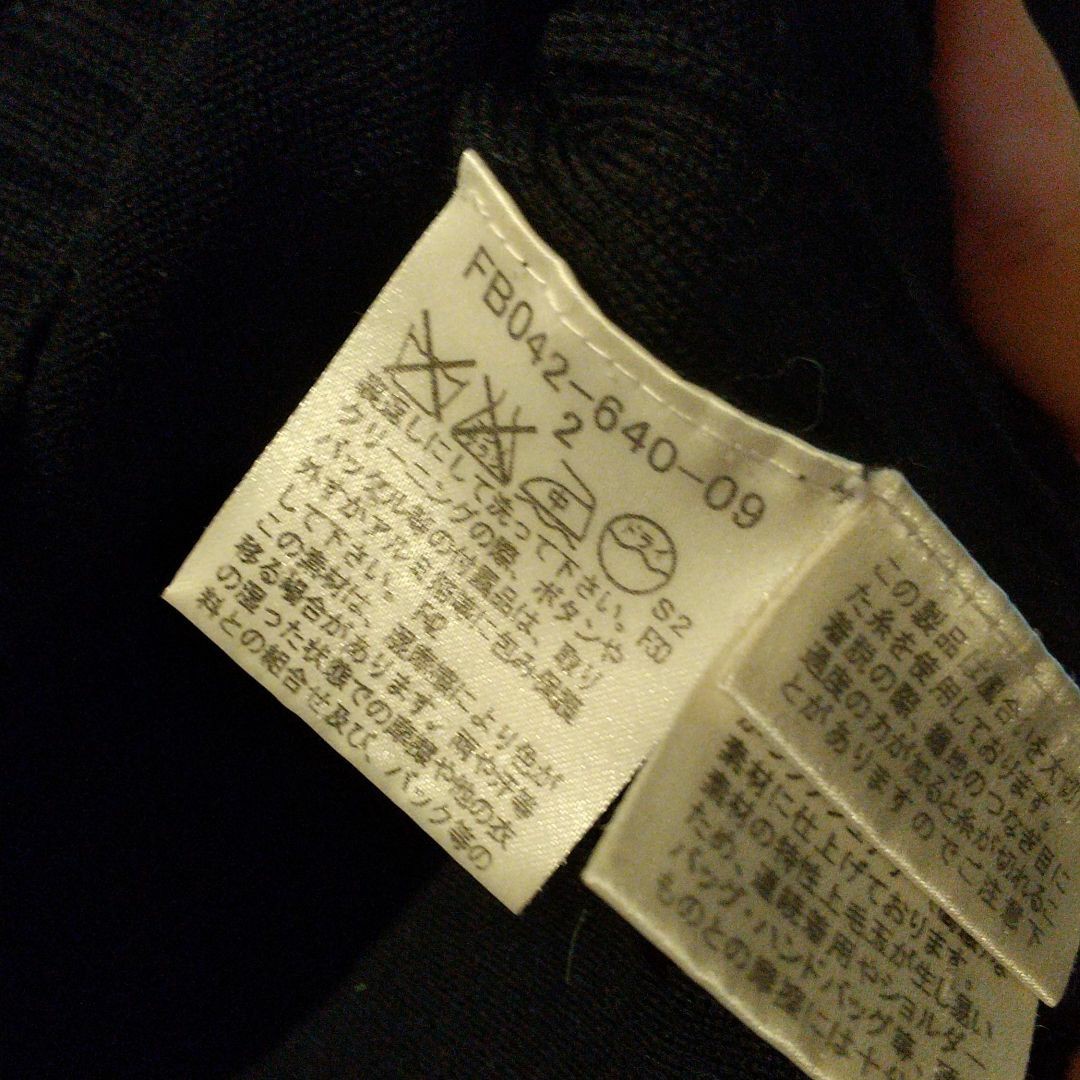 FB042-640-09
2
中
ドライ
S2
裏返しにして洗って下さい。 F30
クリーニングの際、ボタンや
バックル等の付属品は、取り
外すかアルミ箔等に包み保護
して下さい。 F40
この素材は、摩擦等により色が
移る場合があります。雨や汗等
の湿った状態での摩擦や他の衣
料との組合せ及び、バック等の
この製品は風合いを大切
た糸を使用しております。
着脱の際、編地のつなぎ目に
過度の力が加ると糸が切れるこ
とがありますのでご注意下
素材に仕上げております。
素材の特性上毛玉が生じ易い
ため、連続着用やショルダー
バッグ・ハンドバッグ等、
ものとの摩擦には十